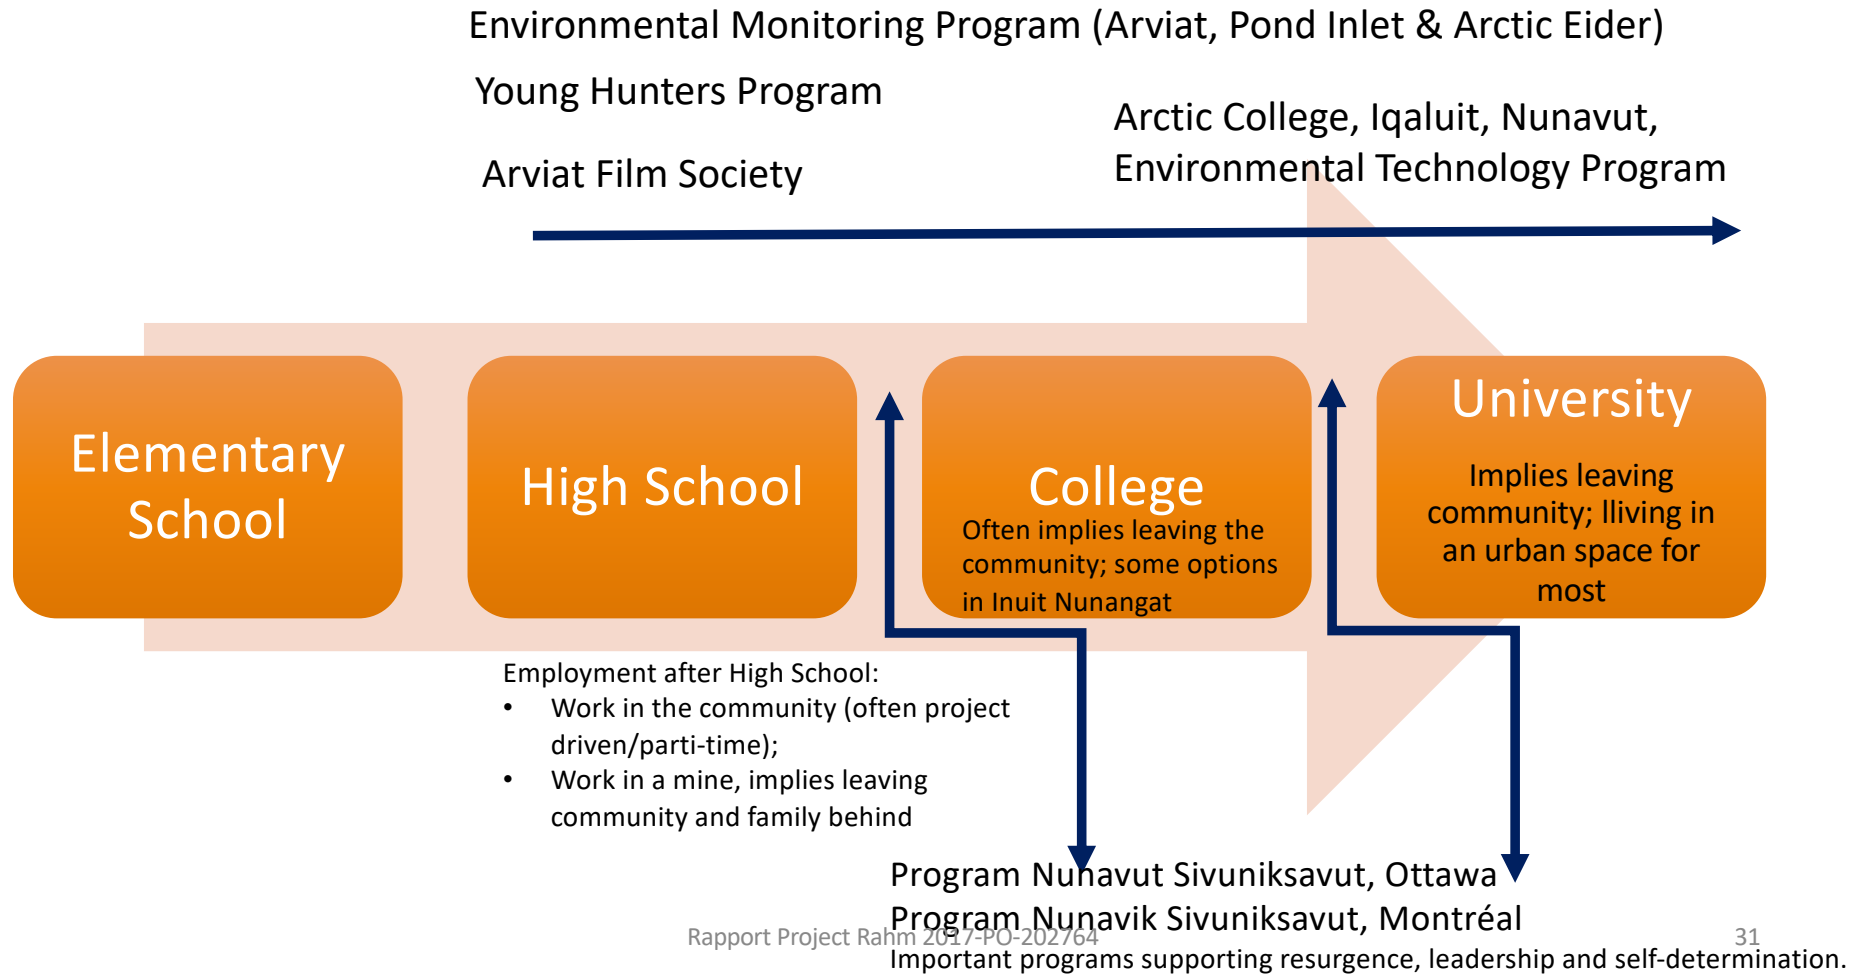 Environmental Monitoring Program (Arviat, Pond Inlet & Arctic Eider)
Young Hunters Program
Arviat Film Society
Arctic College, Iqaluit, Nunavut,
Environmental Technology Program
Elementary
School
High School
College
Often implies leaving the
community; some options
in Inuit Nunangat
University
Implies leaving
community; lliving in
an urban space for
most
Employment after High School:
• Work in the community (often project
driven/parti-time);
• Work in a mine, implies leaving
community and family behind
Program Nunavut Sivuniksavut, Ottawa
Program Nunavik Sivuniksavut, Montréal
Important programs supporting resurgence, leadership and self-determination.
Rapport Project Rahm 2017-PO-202764
31